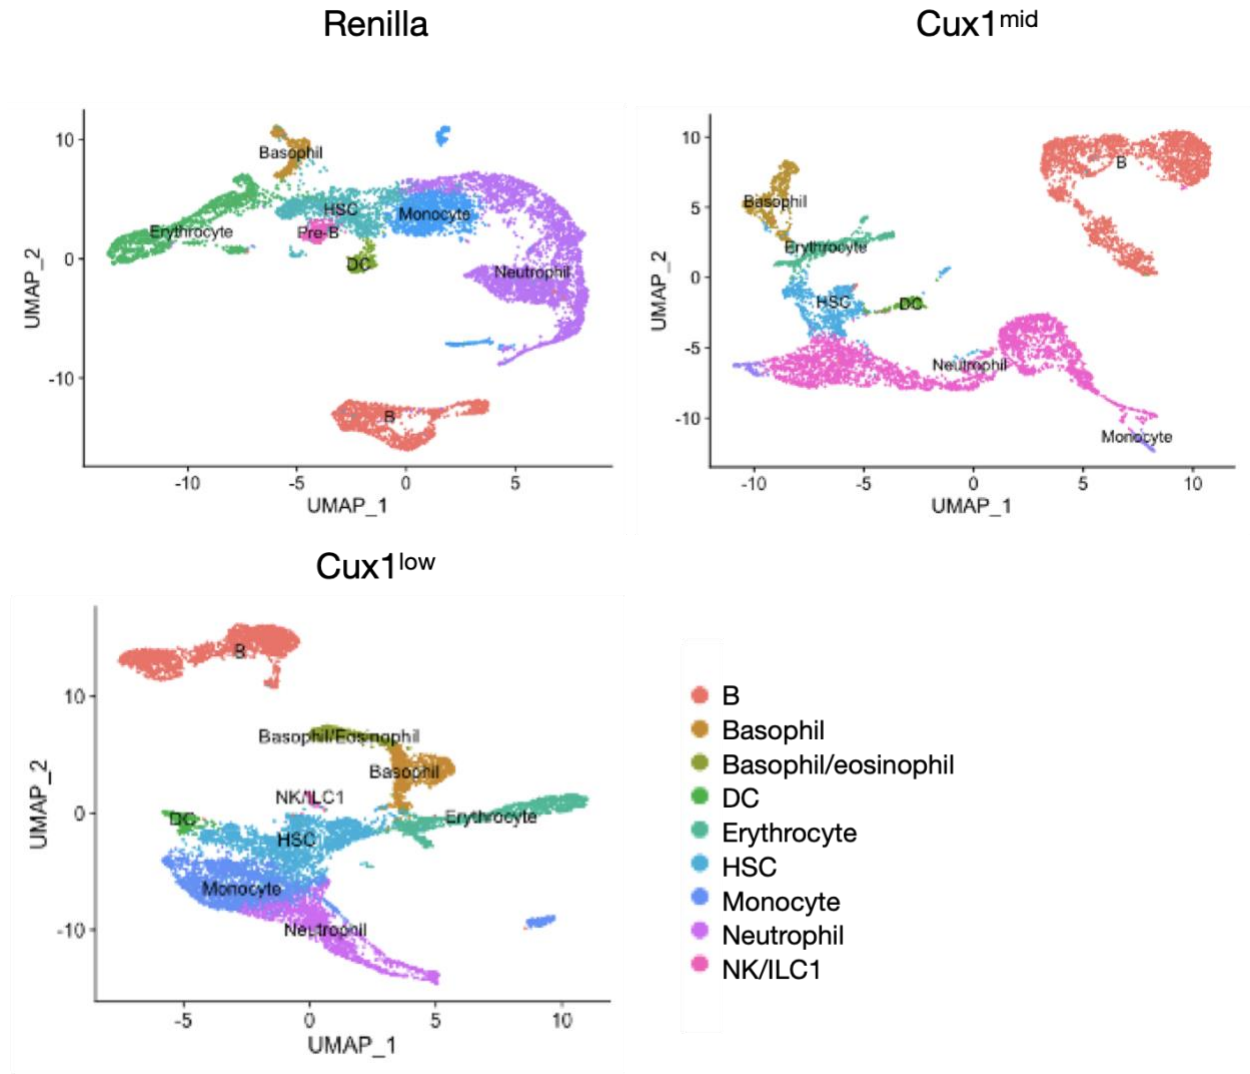 Renilla
Cux1mid
10
0
-10
UMAP_2
Basophil
Erythrocyte
HSC
Monocyte
Pre-B
DC
Neutrophil
B
-10
-5
0
5
UMAP_1
10
5
0
-5
-10
UMAP_2
B
Basophil
Erythrocyte
HSC
DC
Neutrophil
Monocyte
-10
-5
0
5
10
UMAP_1
Cux1low
10
0
-10
UMAP_2
B
Basophil/Eosinophil
Basophil
NK/ILC1
DC
Erythrocyte
HSC
Monocyte
Neutrophil
-5
0
5
10
UMAP_1
B
Basophil
Basophil/eosinophil
DC
Erythrocyte
HSC
Monocyte
Neutrophil
NK/ILC1